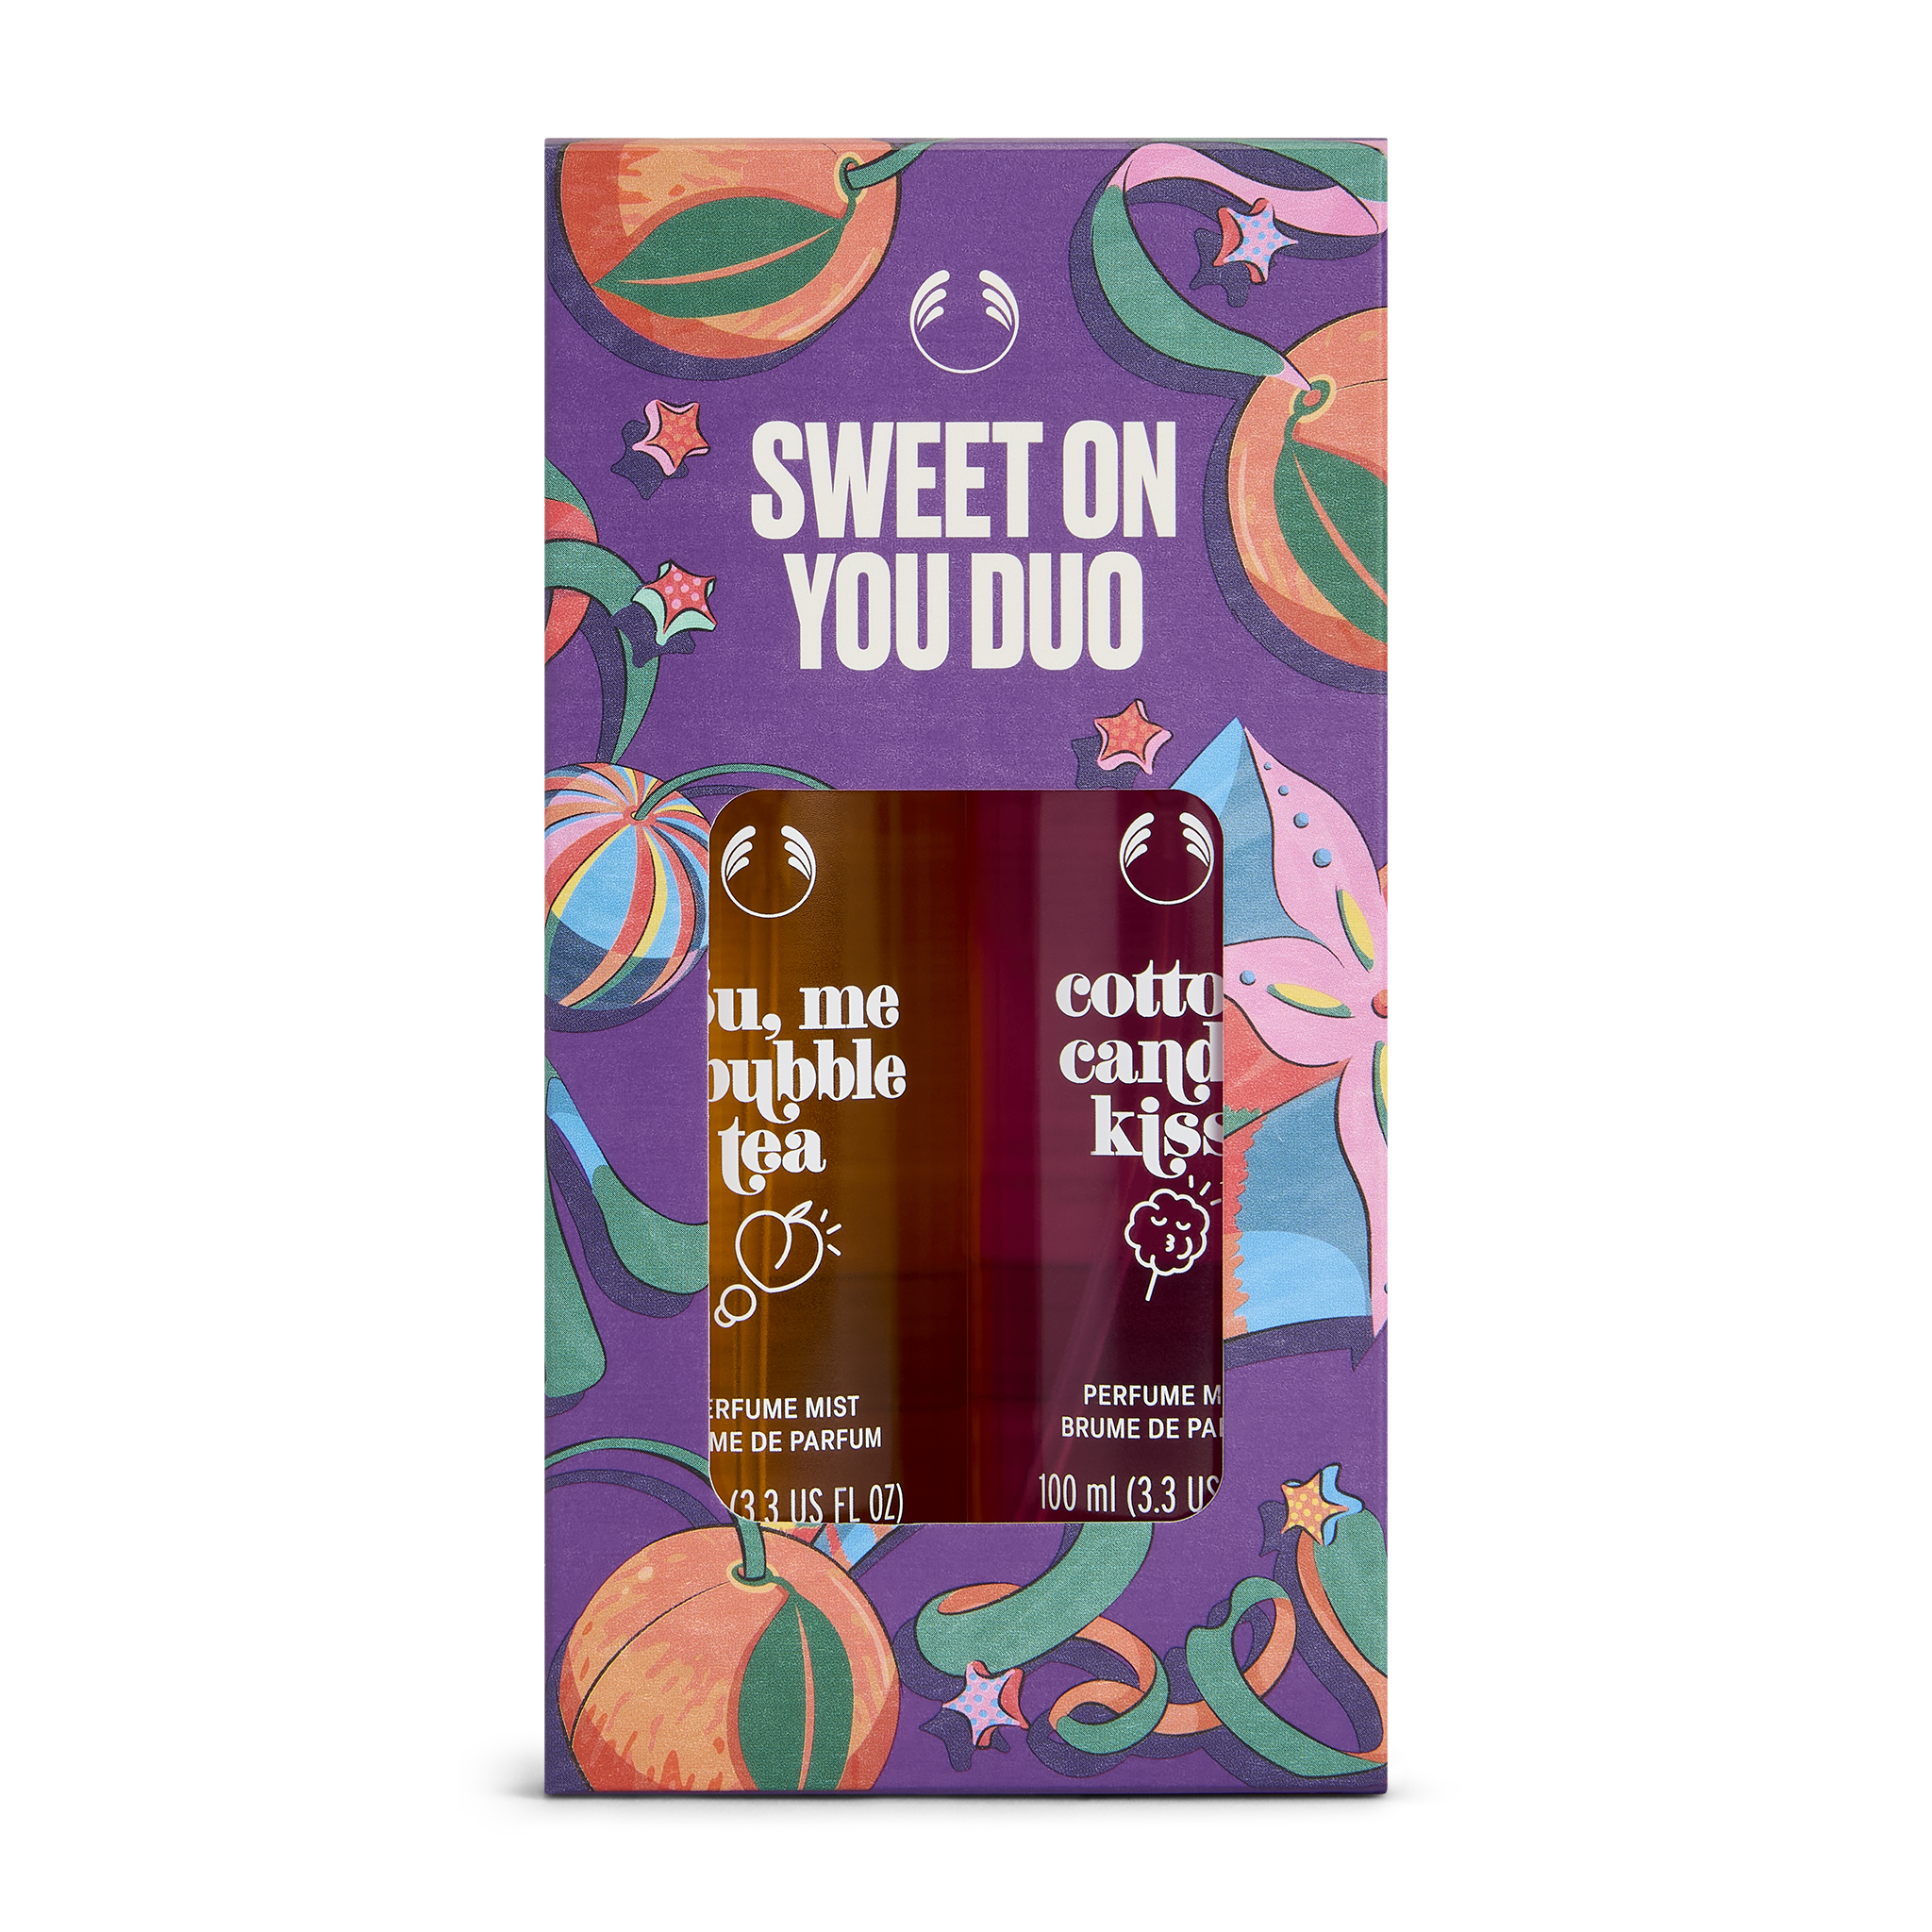 SWEET ON
YOU DUO
ou, me
bubble
tea
ERFUME MIST
ME DE PARFUM
(3.3 US FL OZ)
cotto
cand
kiss
PERFUME M
BRUME DE PA
100 ml (3.3 US